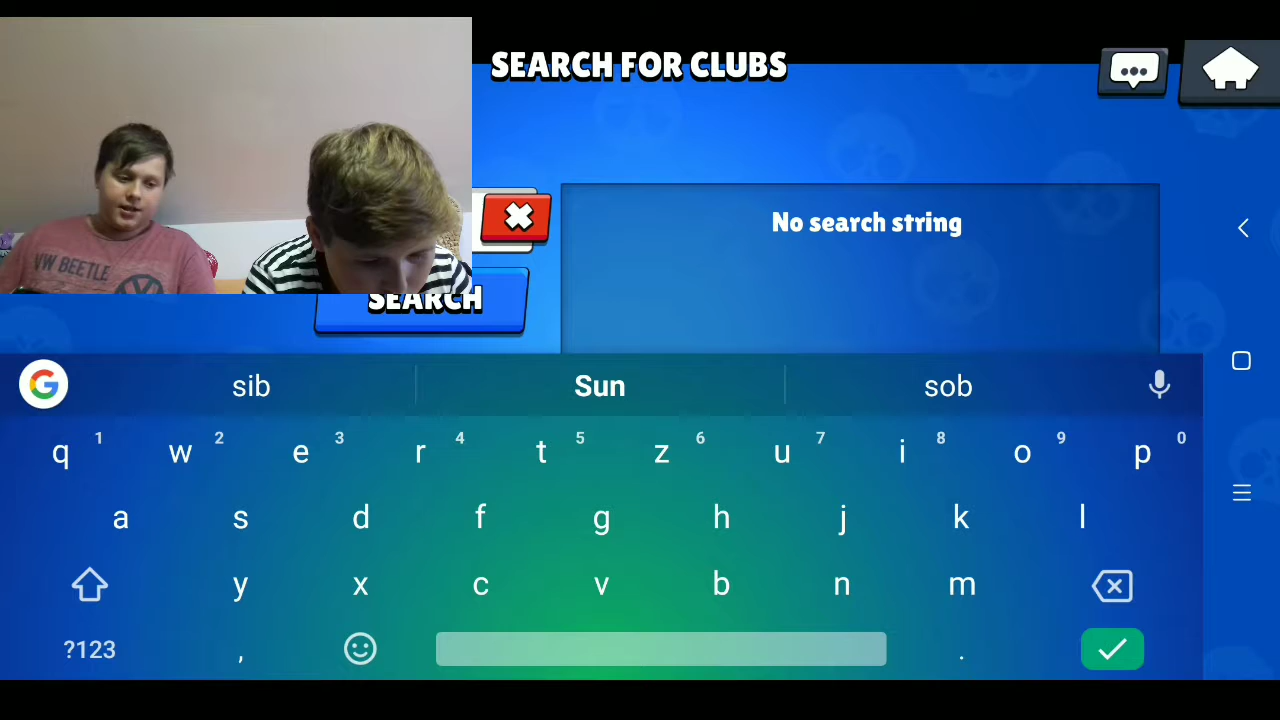 SEARCH FOR CLUBS
VW BEETLE
No search string
SEARCH
sib Sun sob
q 1 w 2 e 3 r 4 t 5 z 6 u 7 i 8 o 9 p 0
a s d f g h j k l
y x c v b n m
?123 , .